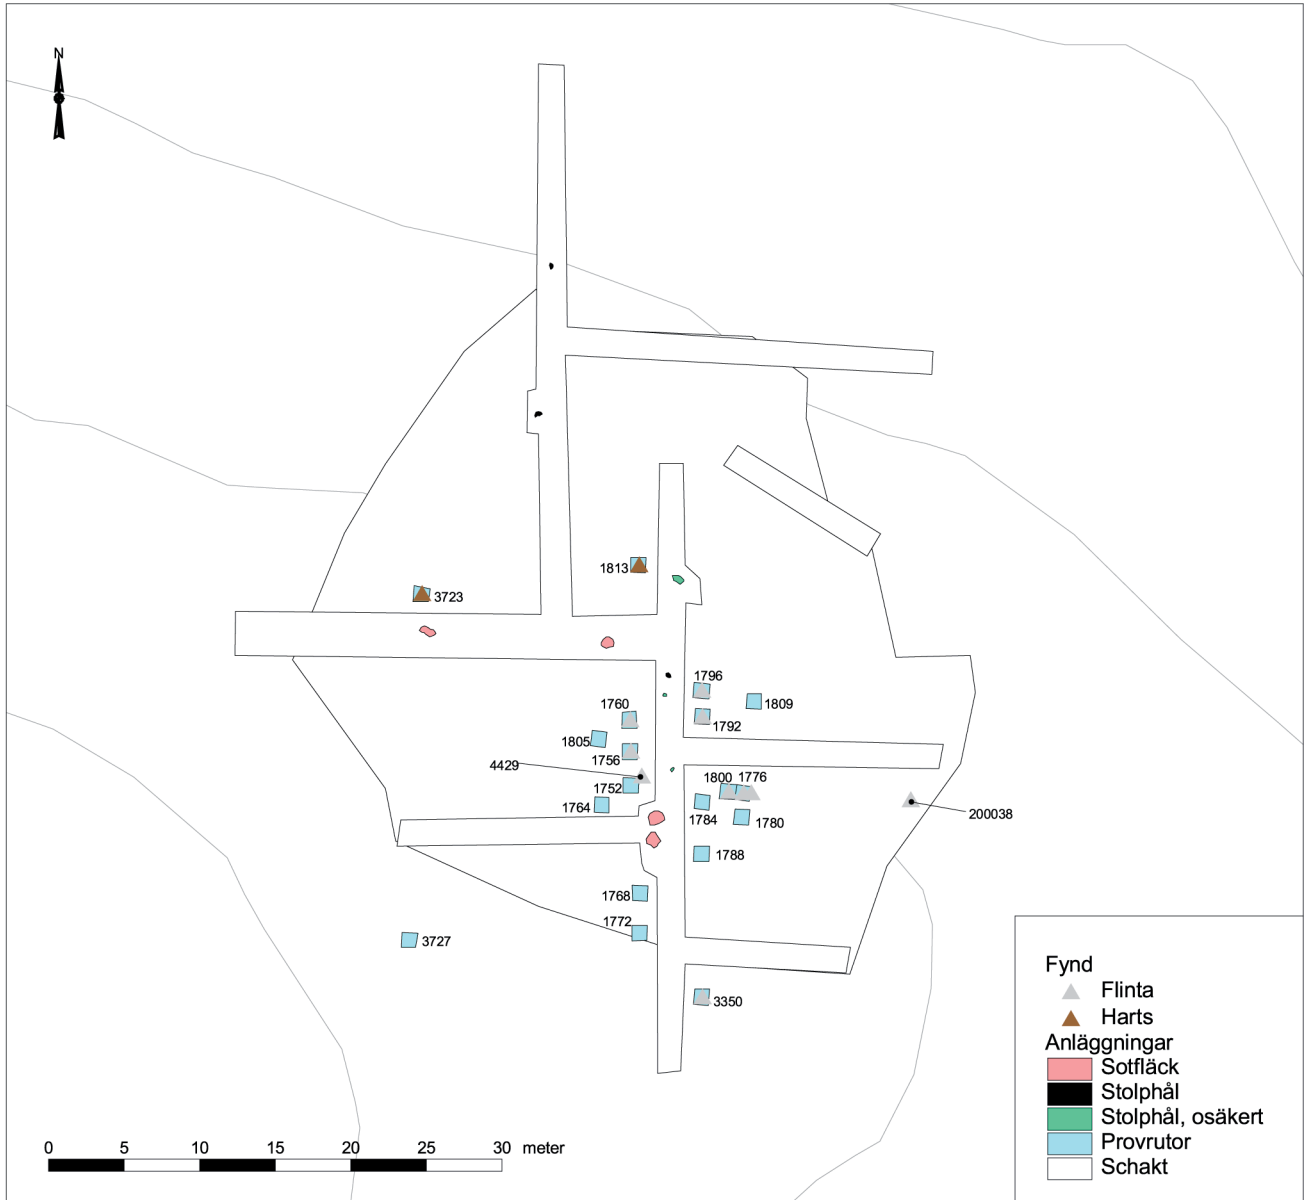 N
1813
3723
1796
1809
1760
1792
1805
1756
4429
1800 1776
1752
1764
1784
1780
200038
1788
1768
1772
3727
3350
Fynd
Flinta
Harts
Anläggningar
Sotfläck
Stolphål
Stolphål, osäkert
Provrutor
Schakt
0 5 10 15 20 25 30 meter